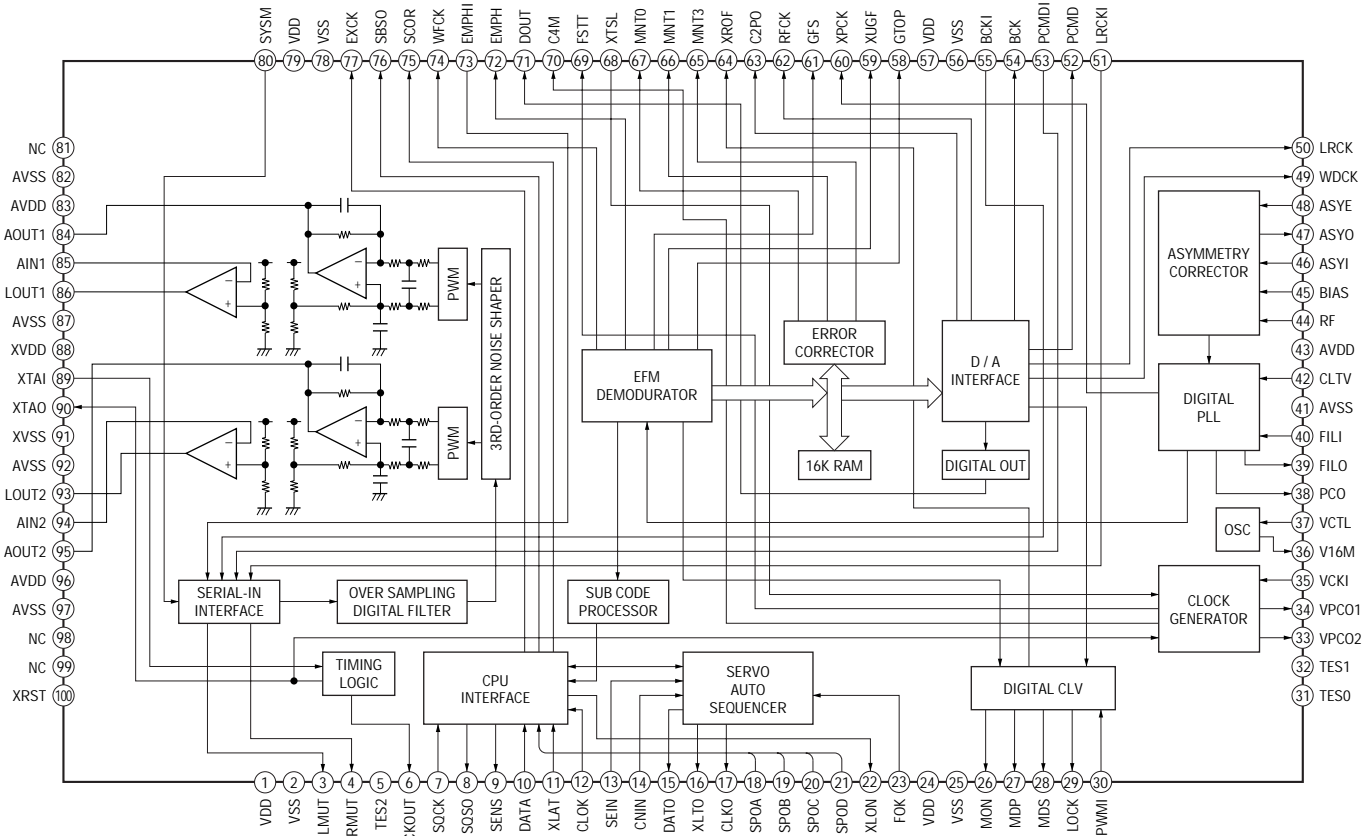 SYSM
VDD
VSS
EXCK
SBSO
SCOR
WFCK
EMPHI
EMPH
DOUT
C4M
FSTT
XTSL
MNT0
MNT1
MNT3
XROF
C2PO
RFCK
GFS
XPCK
XUGF
GTOP
VDD
VSS
BCKI
BCK
PCMDI
PCMD
LRCKI
80 79 78 77 76 75 74 73 72 71 70 69 68 67 66 65 64 63 62 61 60 59 58 57 56 55 54 53 52 51
NC 81
AVSS 82
AVDD 83
AOUT1 84
AIN1 85
LOUT1 86
AVSS 87
XVDD 88
XTAI 89
XTAO 90
XVSS 91
AVSS 92
LOUT2 93
AIN2 94
AOUT2 95
AVDD 96
AVSS 97
NC 98
NC 99
XRST 100
50 LRCK
49 WDCK
48 ASYE
47 ASYO
46 ASYI
45 BIAS
44 RF
43 AVDD
42 CLTV
41 AVSS
40 FILI
39 FILO
38 PCO
37 VCTL
36 V16M
35 VCKI
34 VPCO1
33 VPCO2
32 TES1
31 TES0
−
+
−
+
PWM
−
+
−
+
PWM
3RD-ORDER NOISE SHAPER
ASYMMETRY
CORRECTOR
ERROR
CORRECTOR
EFM
DEMODURATOR
D / A
INTERFACE
DIGITAL
PLL
16K RAM
DIGITAL OUT
OSC
SERIAL-IN
INTERFACE
OVER SAMPLING
DIGITAL FILTER
SUB CODE
PROCESSOR
CLOCK
GENERATOR
TIMING
LOGIC
CPU
INTERFACE
SERVO
AUTO
SEQUENCER
DIGITAL CLV
1 2 3 4 5 6 7 8 9 10 11 12 13 14 15 16 17 18 19 20 21 22 23 24 25 26 27 28 29 30
VDD
VSS
LMUT
RMUT
TES2
CKOUT
SQCK
SQSO
SENS
DATA
XLAT
CLOK
SEIN
CNIN
DATO
XLTO
CLKO
SPOA
SPOB
SPOC
SPOD
XLON
FOK
VDD
VSS
MON
MDP
MDS
LOCK
PWMI